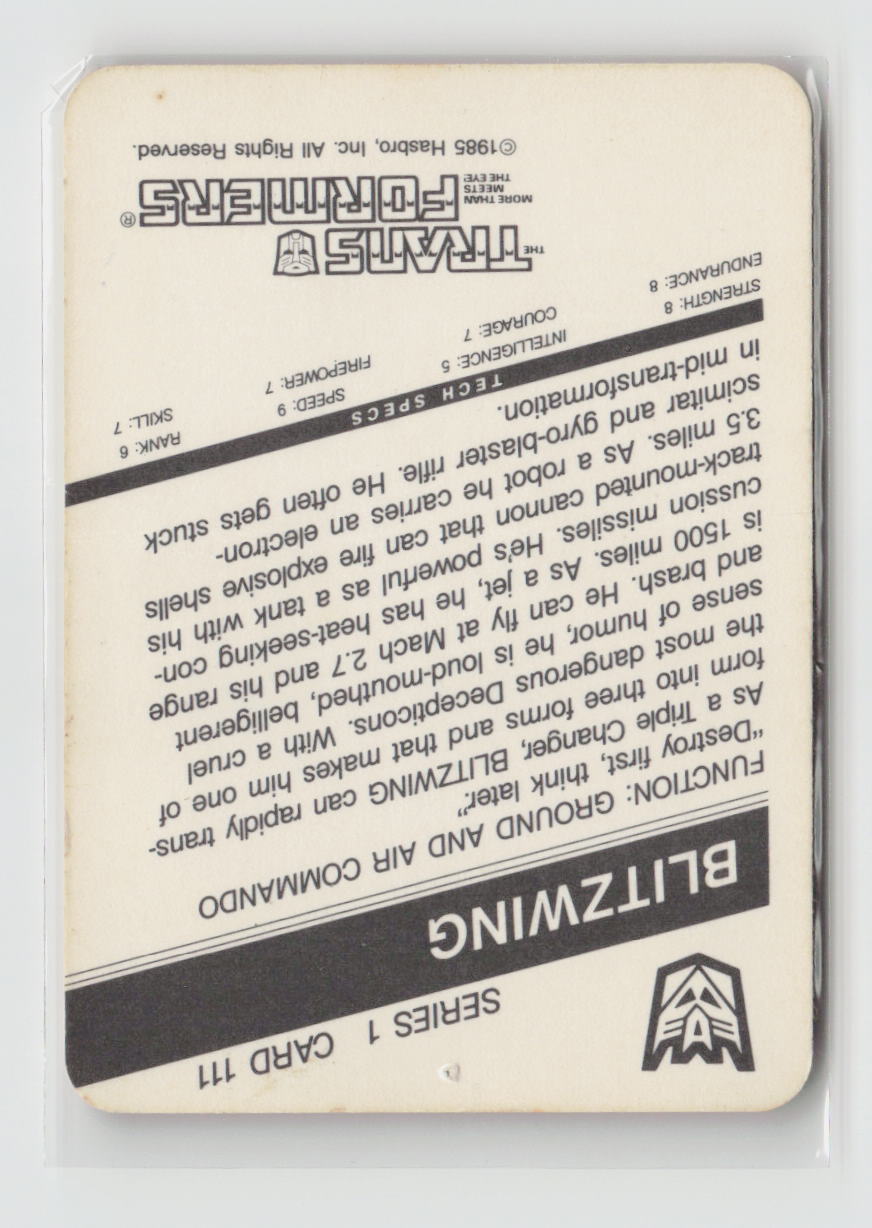 SERIES 1 CARD 111
BLITZWING
FUNCTION: GROUND AND AIR COMMANDO
"Destroy first, think later."
As a Triple Changer, BLITZWING can rapidly trans-
form into three forms and that makes him one of
the most dangerous Decepticons. With a cruel
sense of humor, he is loud-mouthed, belligerent
and brash. He can fly at Mach 2.7 and his range
is 1500 miles. As a jet, he has heat-seeking con-
cussion missiles. He's powerful as a tank with his
track-mounted cannon that can fire explosive shells
3.5 miles. As a robot he carries an electron-
scimitar and gyro-blaster rifle. He often gets stuck
in mid-transformation.
TECH SPECS
STRENGTH: 8
ENDURANCE: 8
INTELLIGENCE: 5
COURAGE: 7
SPEED: 9
FIREPOWER: 7
RANK: 6
SKILL: 7
THE
TRANS
FORMERS®
MORE THAN
MEETS
THE EYE!
©1985 Hasbro, Inc. All Rights Reserved.